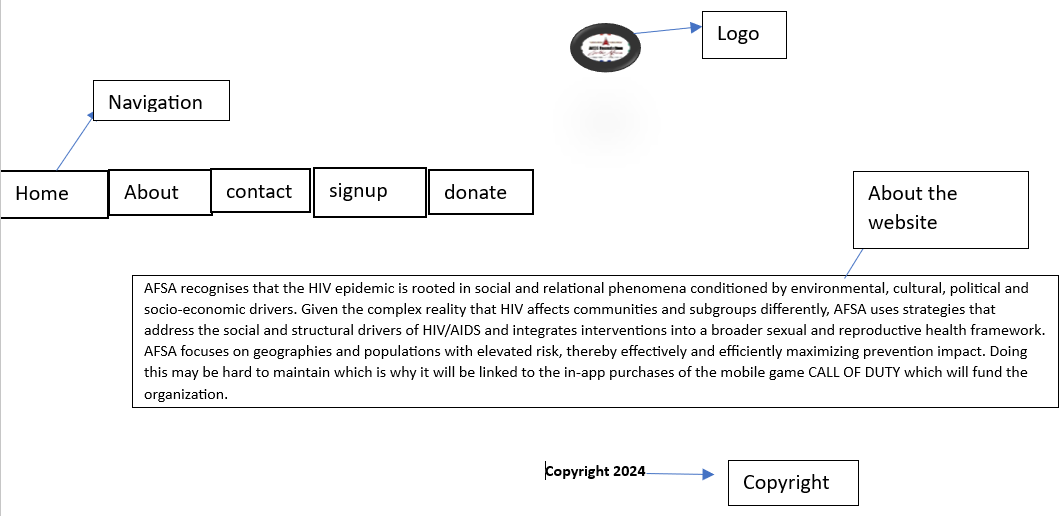 Logo
Navigation
Home
About
contact
signup
donate
About the
website
AFSA recognises that the HIV epidemic is rooted in social and relational phenomena conditioned by environmental, cultural, political and
socio-economic drivers. Given the complex reality that HIV affects communities and subgroups differently, AFSA uses strategies that
address the social and structural drivers of HIV/AIDS and integrates interventions into a broader sexual and reproductive health framework.
AFSA focuses on geographies and populations with elevated risk, thereby effectively and efficiently maximizing prevention impact. Doing
this may be hard to maintain which is why it will be linked to the in-app purchases of the mobile game CALL OF DUTY which will fund the
organization.
Copyright 2024
Copyright